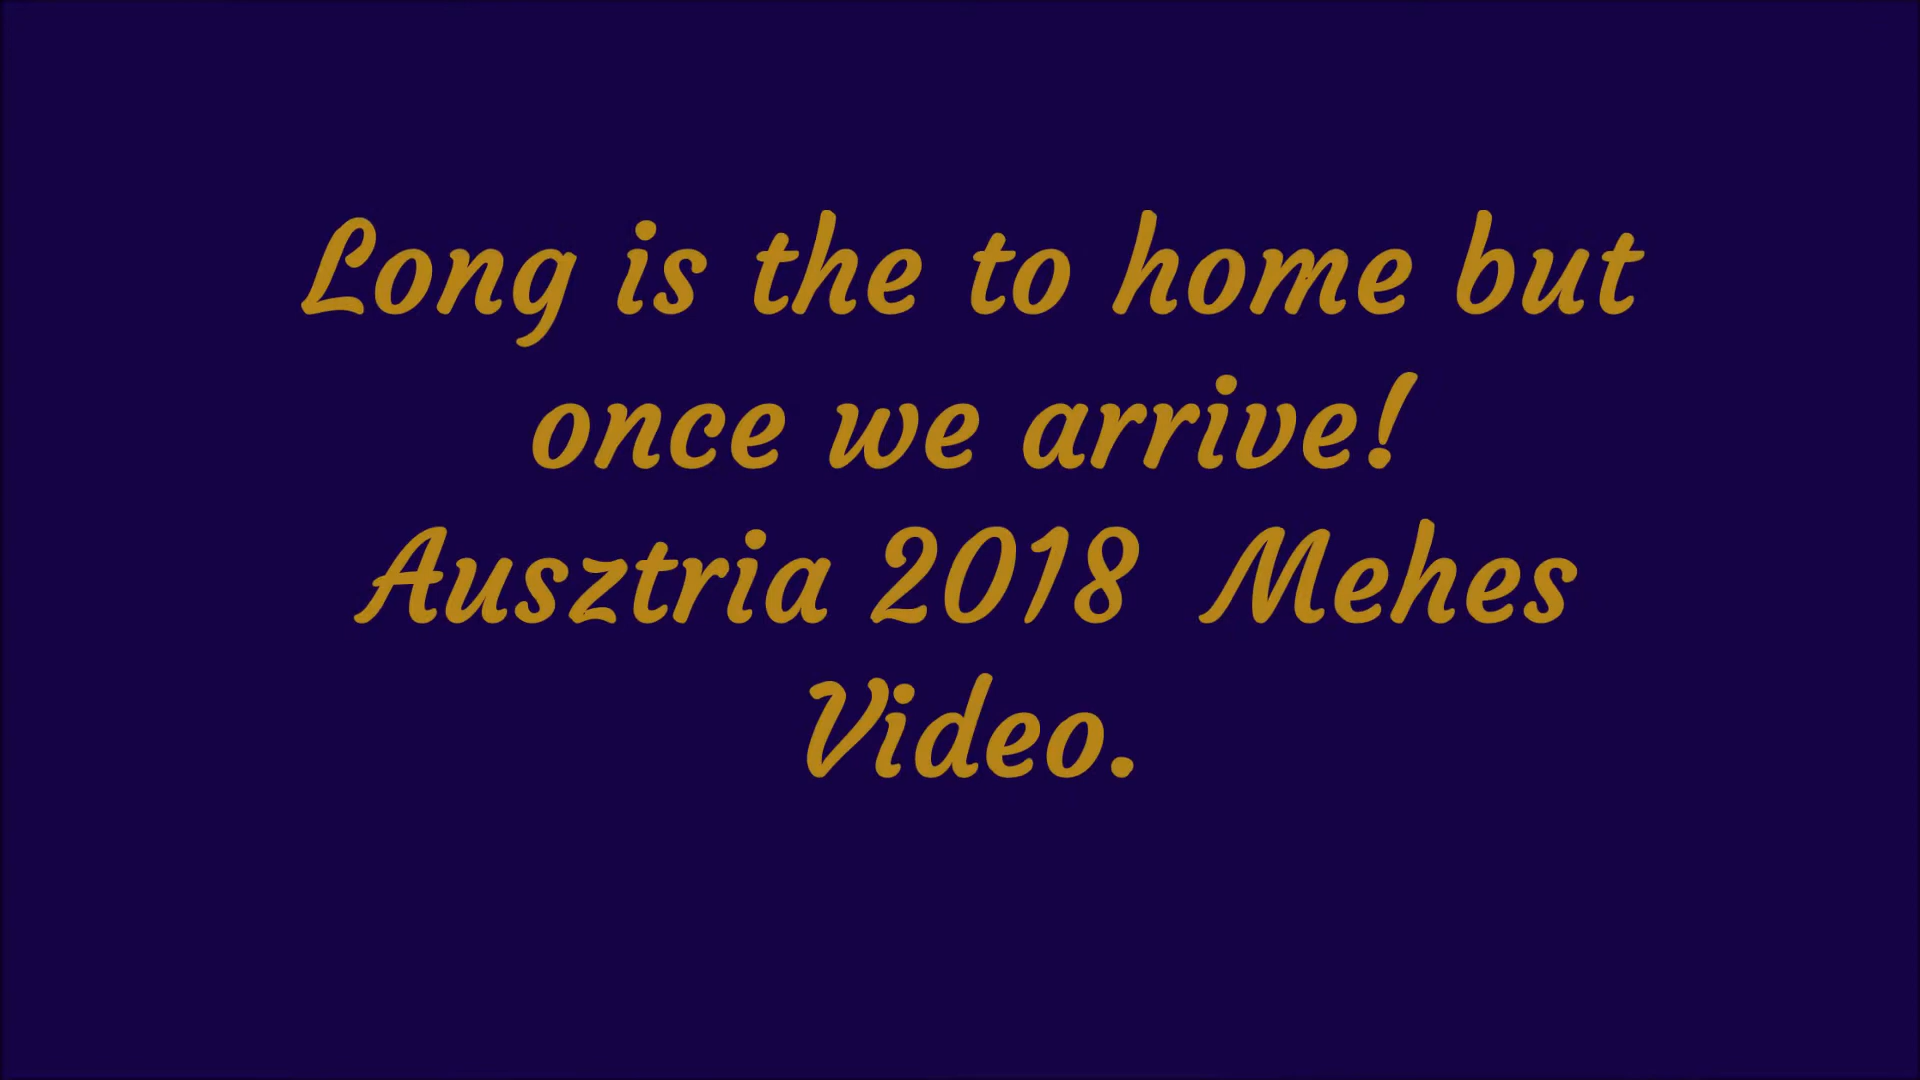 Long is the to home but
once we arrive!
Ausztria 2018  Mehes
Video.